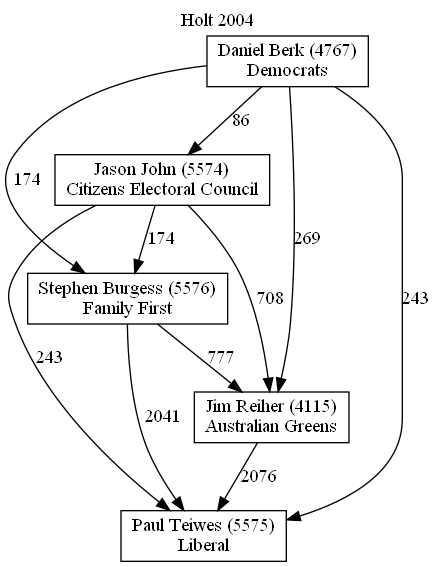 Holt 2004
Daniel Berk (4767)
Democrats
86
Jason John (5574)
Citizens Electoral Council
174
174
269
243
Stephen Burgess (5576)
Family First
708
243
777
2041
Jim Reiher (4115)
Australian Greens
2076
Paul Teiwes (5575)
Liberal